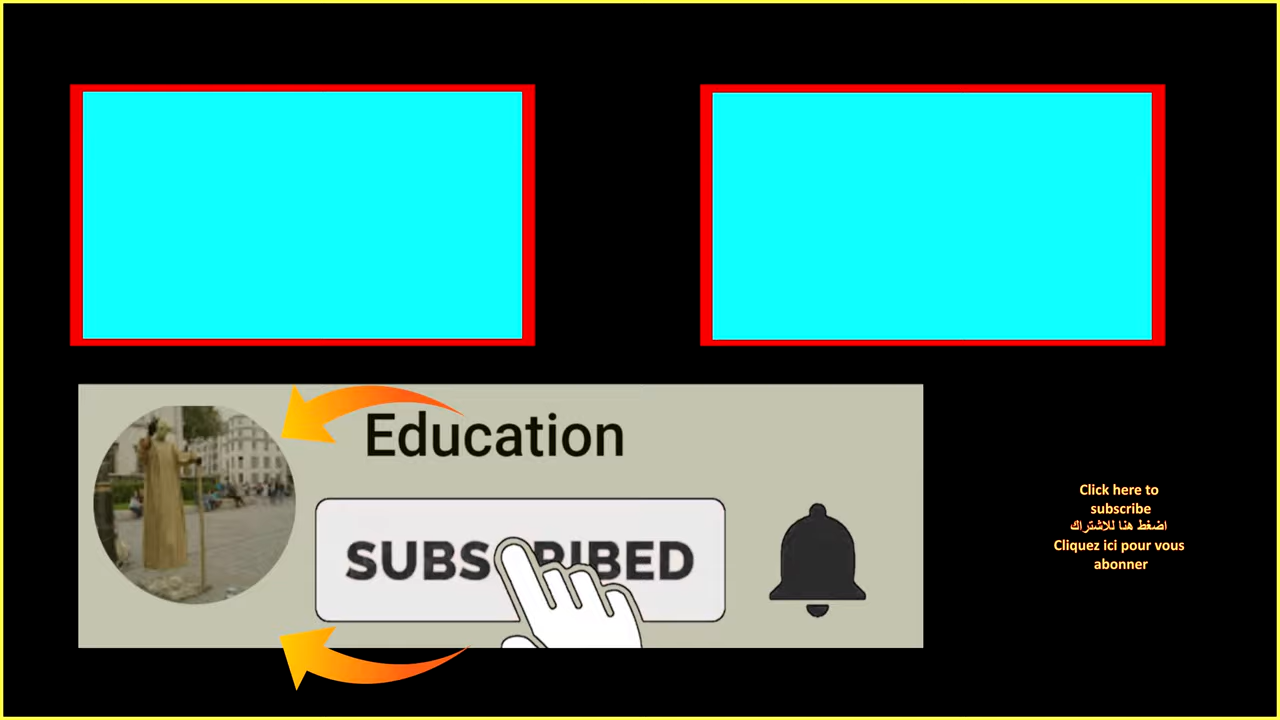 Education
SUBSCRIBED
Click here to
subscribe
اضغط هنا للاشتراك
Cliquez ici pour vous
abonner